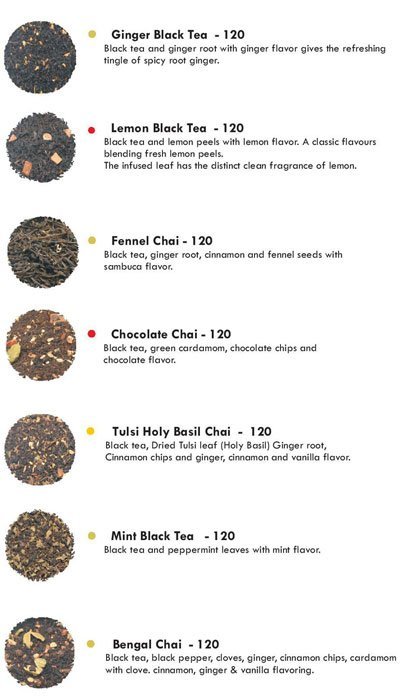 Ginger Black Tea - 120
Black tea and ginger root with ginger flavor gives the refreshing
tingle of spicy root ginger.
Lemon Black Tea - 120
Black tea and lemon peels with lemon flavor. A classic flavours
blending fresh lemon peels.
The infused leaf has the distinct clean fragrance of lemon.
Fennel Chai - 120
Black tea, ginger root, cinnamon and fennel seeds with
sambuca flavor.
Chocolate Chai - 120
Black tea, green cardamom, chocolate chips and
chocolate flavor.
Tulsi Holy Basil Chai - 120
Black tea, Dried Tulsi leaf (Holy Basil) Ginger root,
Cinnamon chips and ginger, cinnamon and vanilla flavor.
Mint Black Tea - 120
Black tea and peppermint leaves with mint flavor.
Bengal Chai - 120
Black tea, black pepper, cloves, ginger, cinnamon chips, cardamom
with clove. cinnamon, ginger & vanilla flavoring.